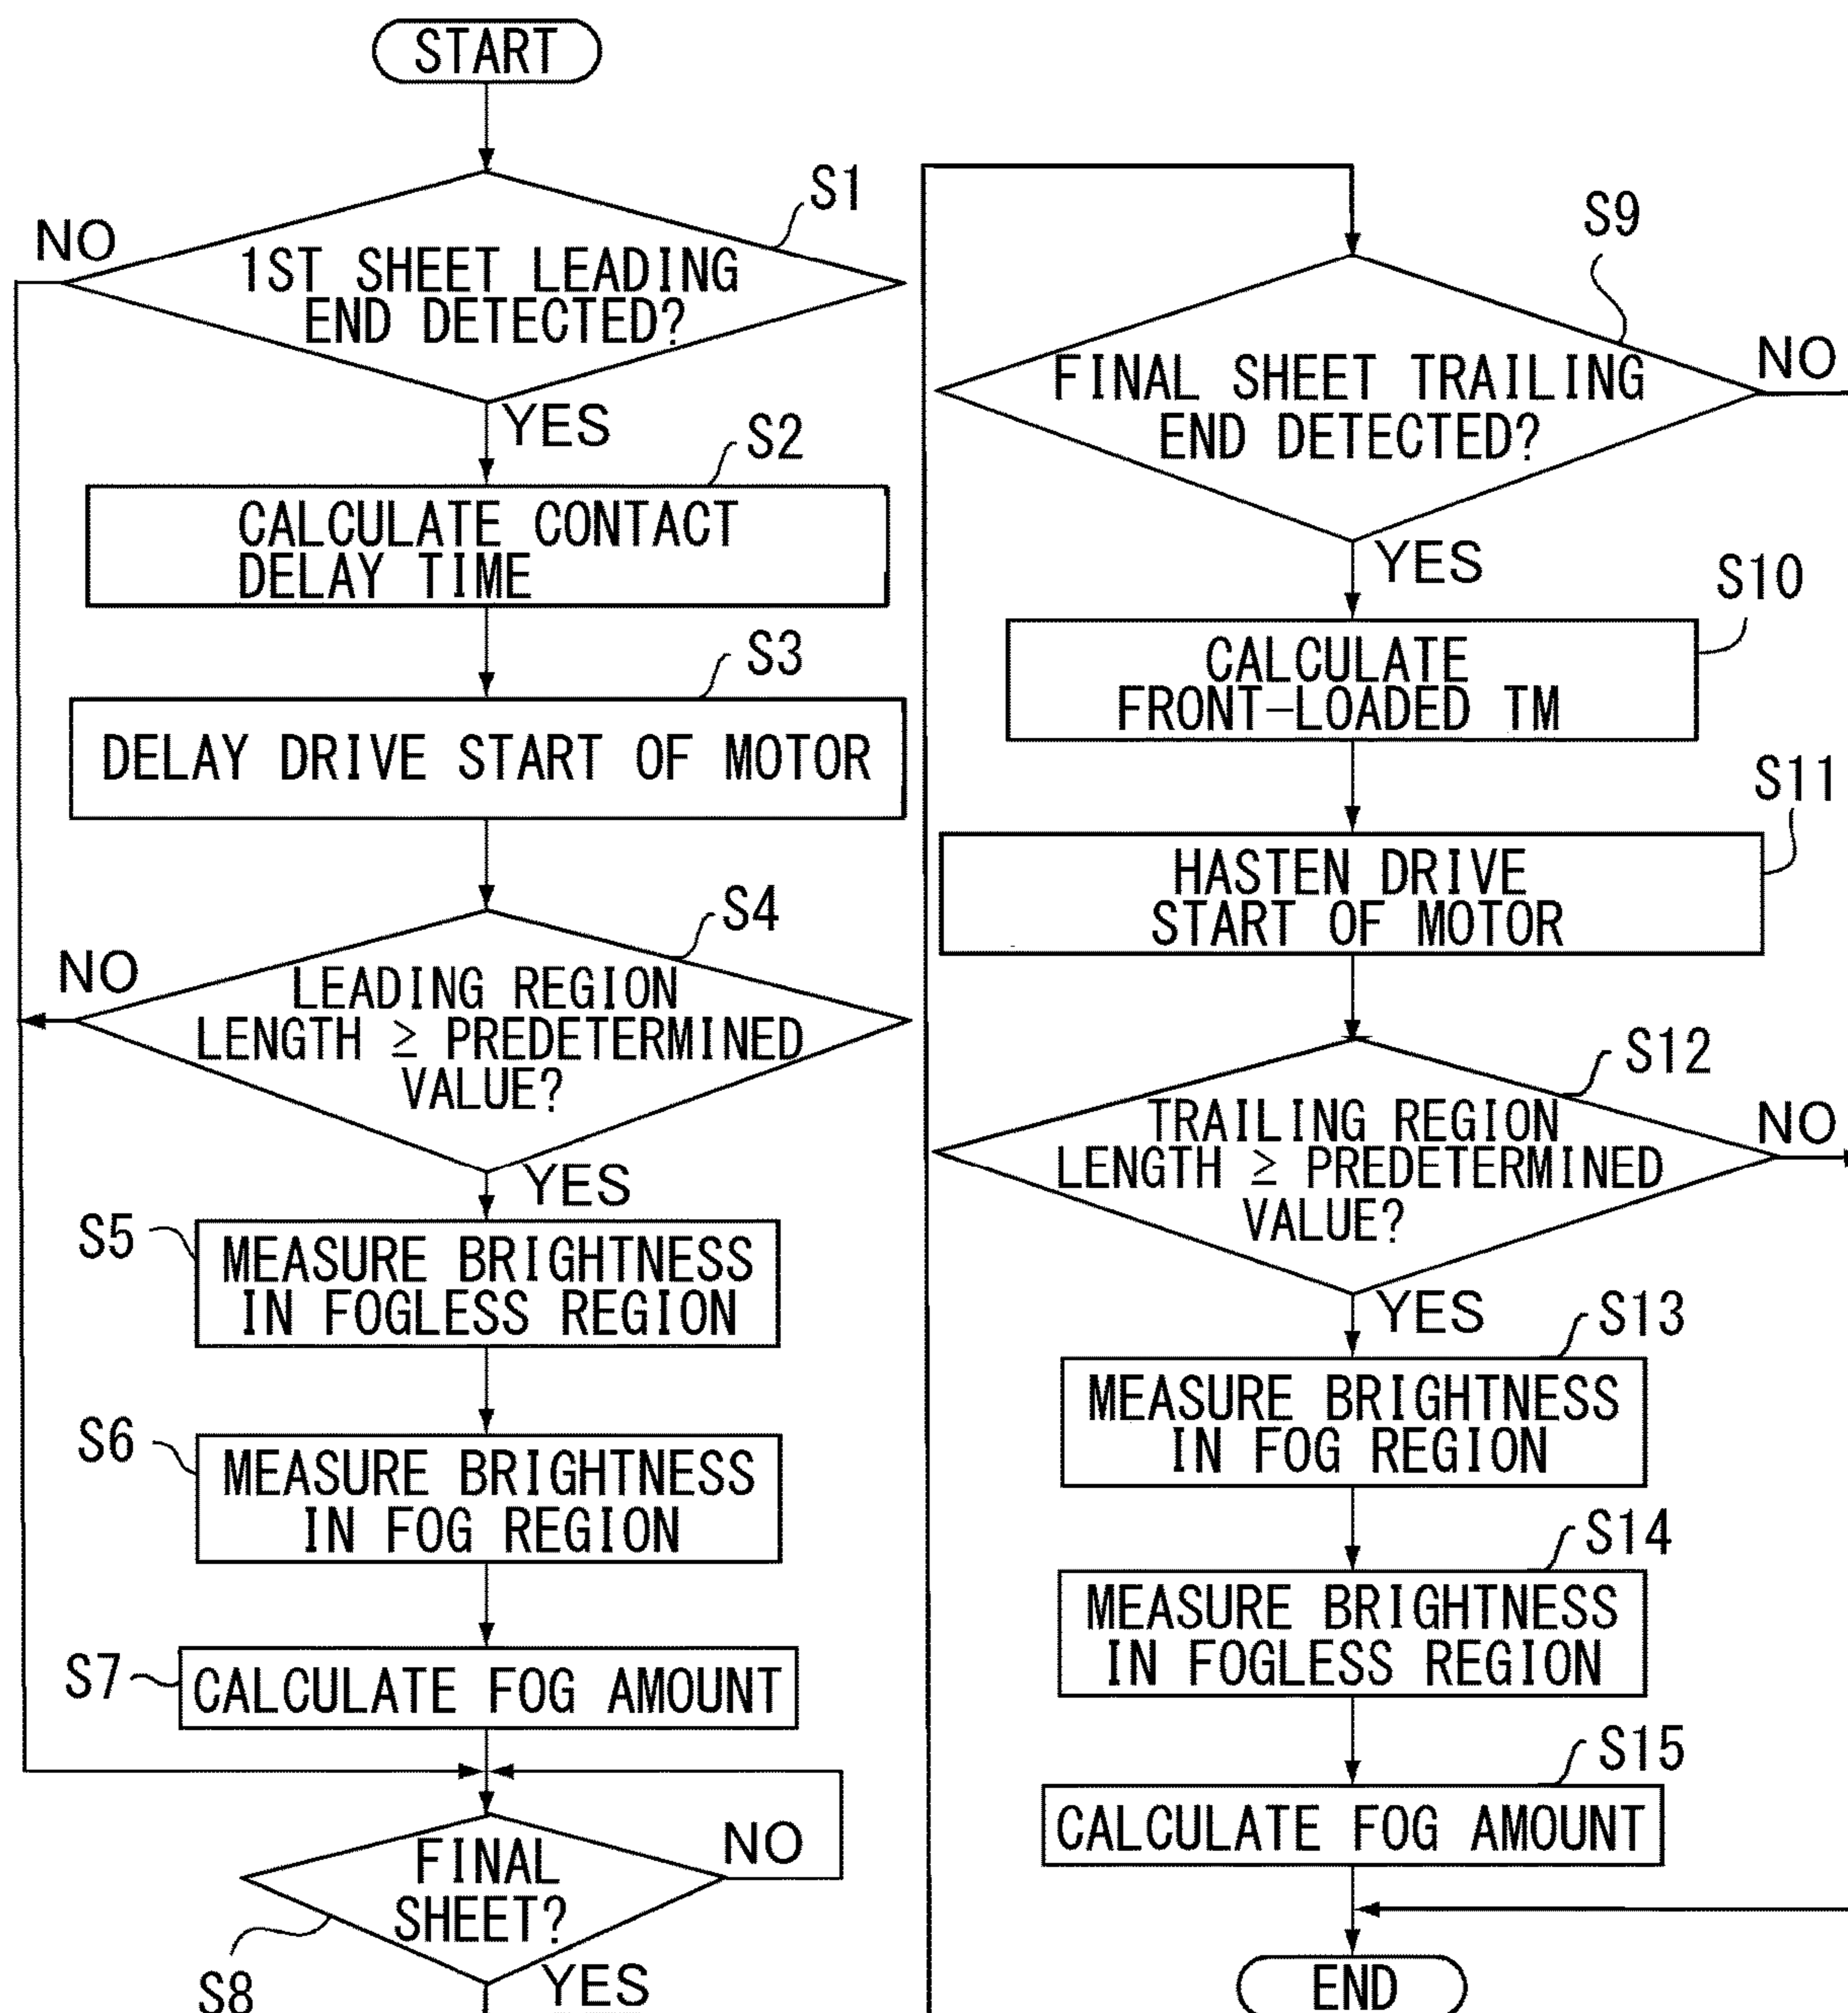 START
S1
NO
1ST SHEET LEADING
END DETECTED?
YES
S2
CALCULATE CONTACT
DELAY TIME
S3
DELAY DRIVE START OF MOTOR
S4
NO
LEADING REGION
LENGTH ≥ PREDETERMINED
VALUE?
YES
S5
MEASURE BRIGHTNESS
IN FOGLESS REGION
S6
MEASURE BRIGHTNESS
IN FOG REGION
S7
CALCULATE FOG AMOUNT
NO
FINAL
SHEET?
S8
YES
S9
NO
FINAL SHEET TRAILING
END DETECTED?
YES
S10
CALCULATE
FRONT-LOADED TM
S11
HASTEN DRIVE
START OF MOTOR
S12
NO
TRAILING REGION
LENGTH ≥ PREDETERMINED
VALUE?
YES
S13
MEASURE BRIGHTNESS
IN FOG REGION
S14
MEASURE BRIGHTNESS
IN FOGLESS REGION
S15
CALCULATE FOG AMOUNT
END